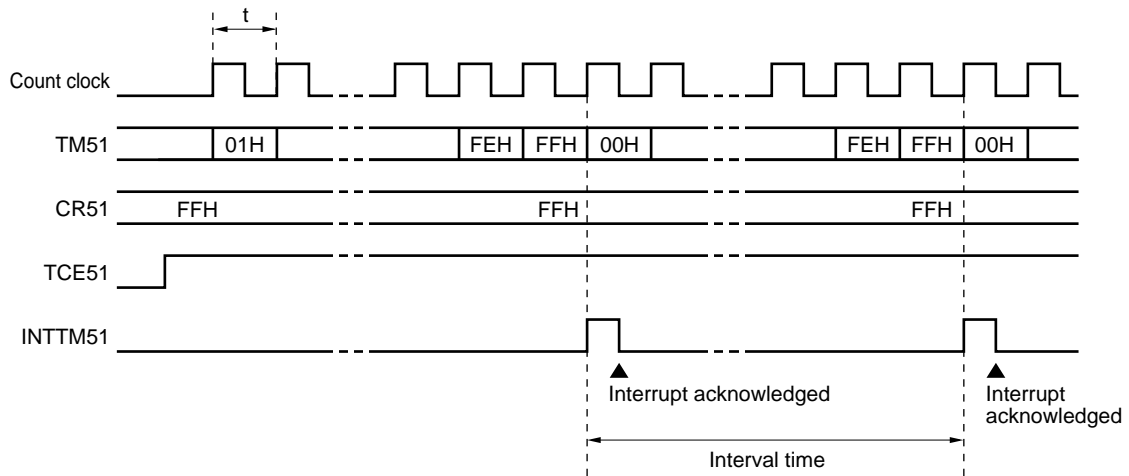 t
Count clock
TM51 01H FEH FFH 00H FEH FFH 00H
CR51 FFH FFH FFH
TCE51
INTTM51
Interrupt acknowledged
Interrupt
acknowledged
Interval time